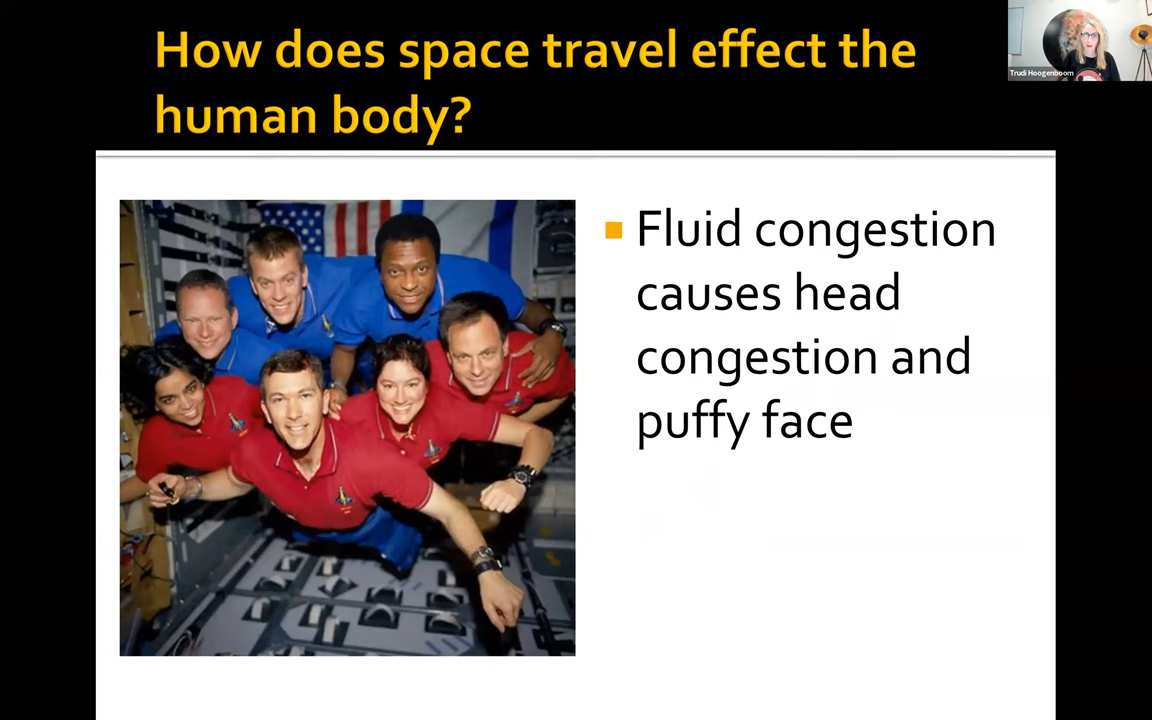 How does space travel effect the
human body?
Trudi Hoogenboom
Fluid congestion
causes head
congestion and
puffy face